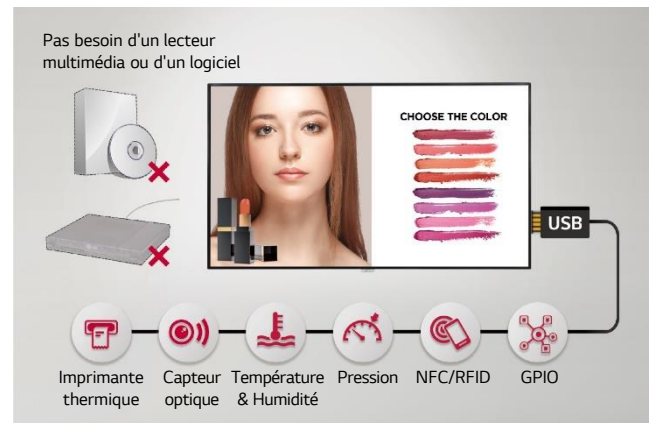 Pas besoin d'un lecteur
multimédia ou d'un logiciel
CHOOSE THE COLOR
USB
Imprimante
thermique
Capteur
optique
Température
& Humidité
Pression
NFC/RFID
GPIO